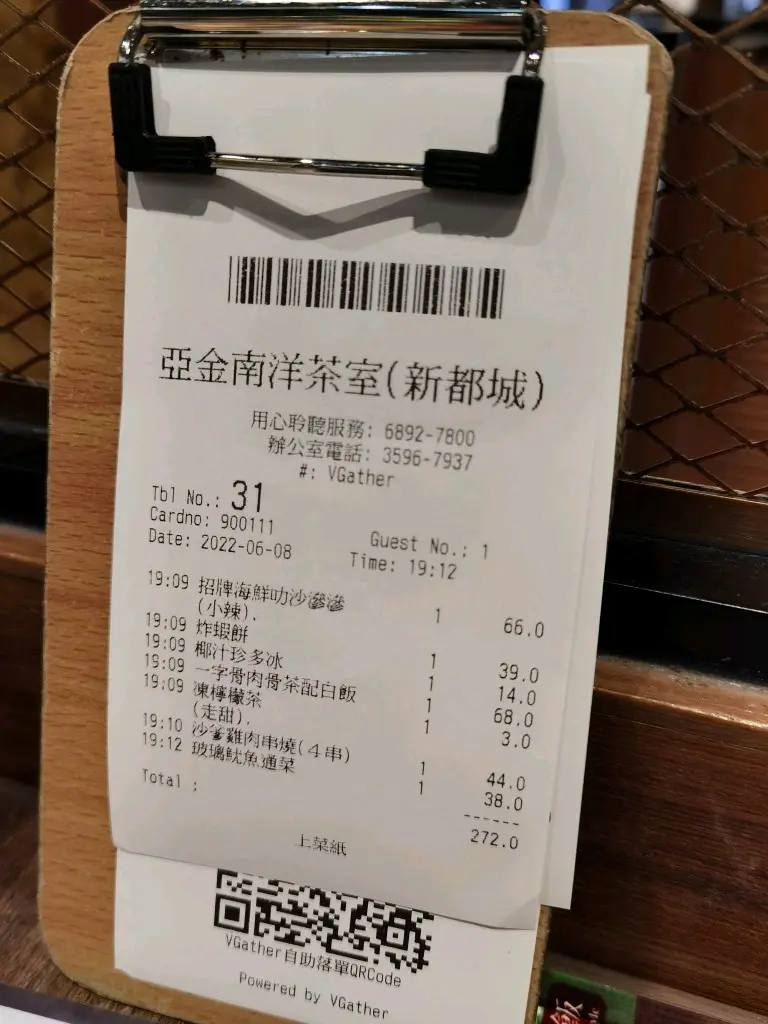 亞金南洋茶室(新都城)
用心聆聽服務: 6892-7800
辦公室電話: 3596-7937
#: VGather
Tbl No.: 31
Cardno: 900111
Guest No.: 1
Date: 2022-06-08
Time: 19:12
19:09 招牌海鮮叻沙滲滲 1 66.0
(小辣).
19:09 炸蝦餅 1 39.0
19:09 椰汁珍多冰 1 14.0
19:09 一字骨肉骨茶配白飯 1 68.0
19:09 凍檸檬茶 1 3.0
(走甜).
19:10 沙爹雞肉串燒(4串) 1 44.0
19:12 玻璃魷魚通菜 1 38.0
------
Total : 272.0
上菜紙
VGather自助落單QRCode
Powered by VGather
飯